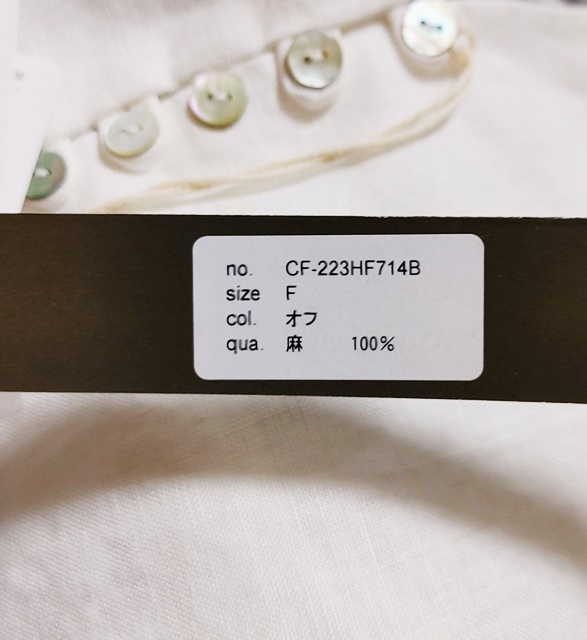 no. CF-223HF714B
size F
col. オフ
qua. 麻 100%